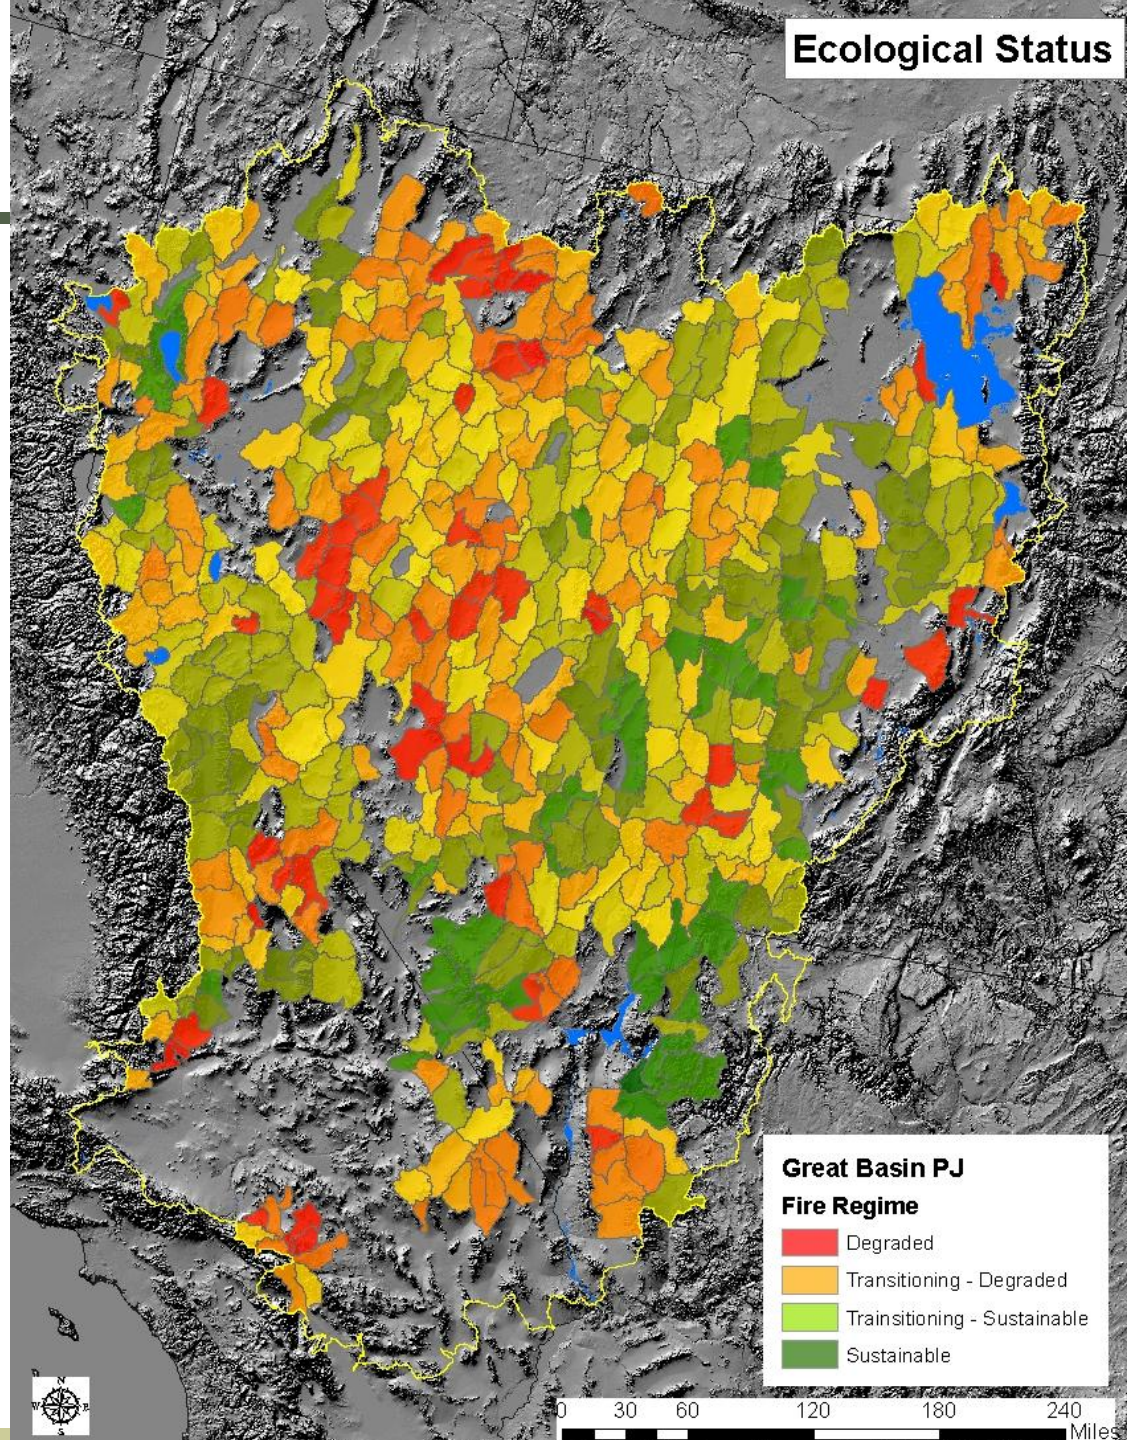 Ecological Status
Great Basin PJ
Fire Regime
Degraded
Transitioning - Degraded
Trainsitioning - Sustainable
Sustainable
N
W E
S
0 30 60 120 180 240
Miles